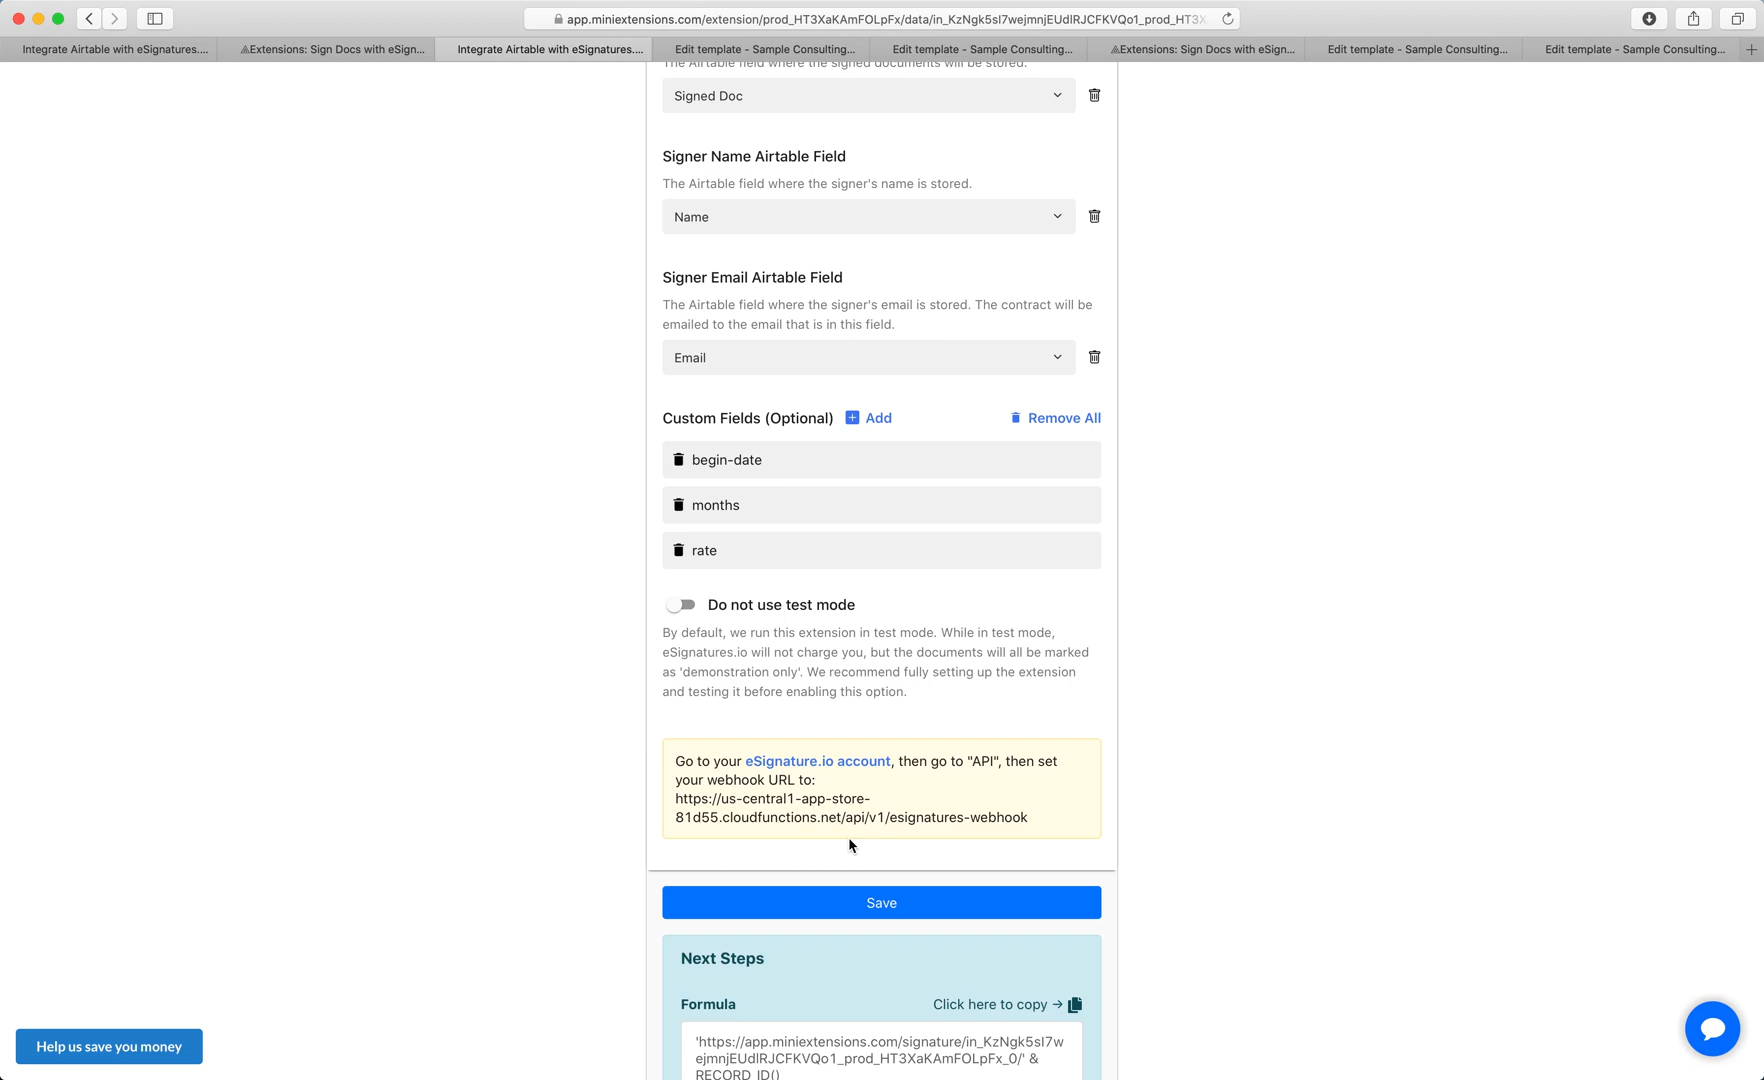 app.miniextensions.com/extension/prod_HT3XaKAmFOLpFx/data/in_KzNgk5sI7wejmnjEUdlRJCFKVQo1_prod_HT3X
Integrate Airtable with eSignatures....
⩓Extensions: Sign Docs with eSign...
Integrate Airtable with eSignatures....
Edit template - Sample Consulting...
Edit template - Sample Consulting...
⩓Extensions: Sign Docs with eSign...
Edit template - Sample Consulting...
Edit template - Sample Consulting...
The Airtable field where the signed documents will be stored.
Signed Doc
Signer Name Airtable Field
The Airtable field where the signer's name is stored.
Name
Signer Email Airtable Field
The Airtable field where the signer's email is stored. The contract will be
emailed to the email that is in this field.
Email
Custom Fields (Optional) Add Remove All
begin-date
months
rate
Do not use test mode
By default, we run this extension in test mode. While in test mode,
eSignatures.io will not charge you, but the documents will all be marked
as 'demonstration only'. We recommend fully setting up the extension
and testing it before enabling this option.
Go to your eSignature.io account, then go to "API", then set
your webhook URL to:
https://us-central1-app-store-
81d55.cloudfunctions.net/api/v1/esignatures-webhook
Save
Next Steps
Formula Click here to copy →
'https://app.miniextensions.com/signature/in_KzNgk5sI7w
ejmnjEUdlRJCFKVQo1_prod_HT3XaKAmFOLpFx_0/' &
RECORD_ID()
Help us save you money